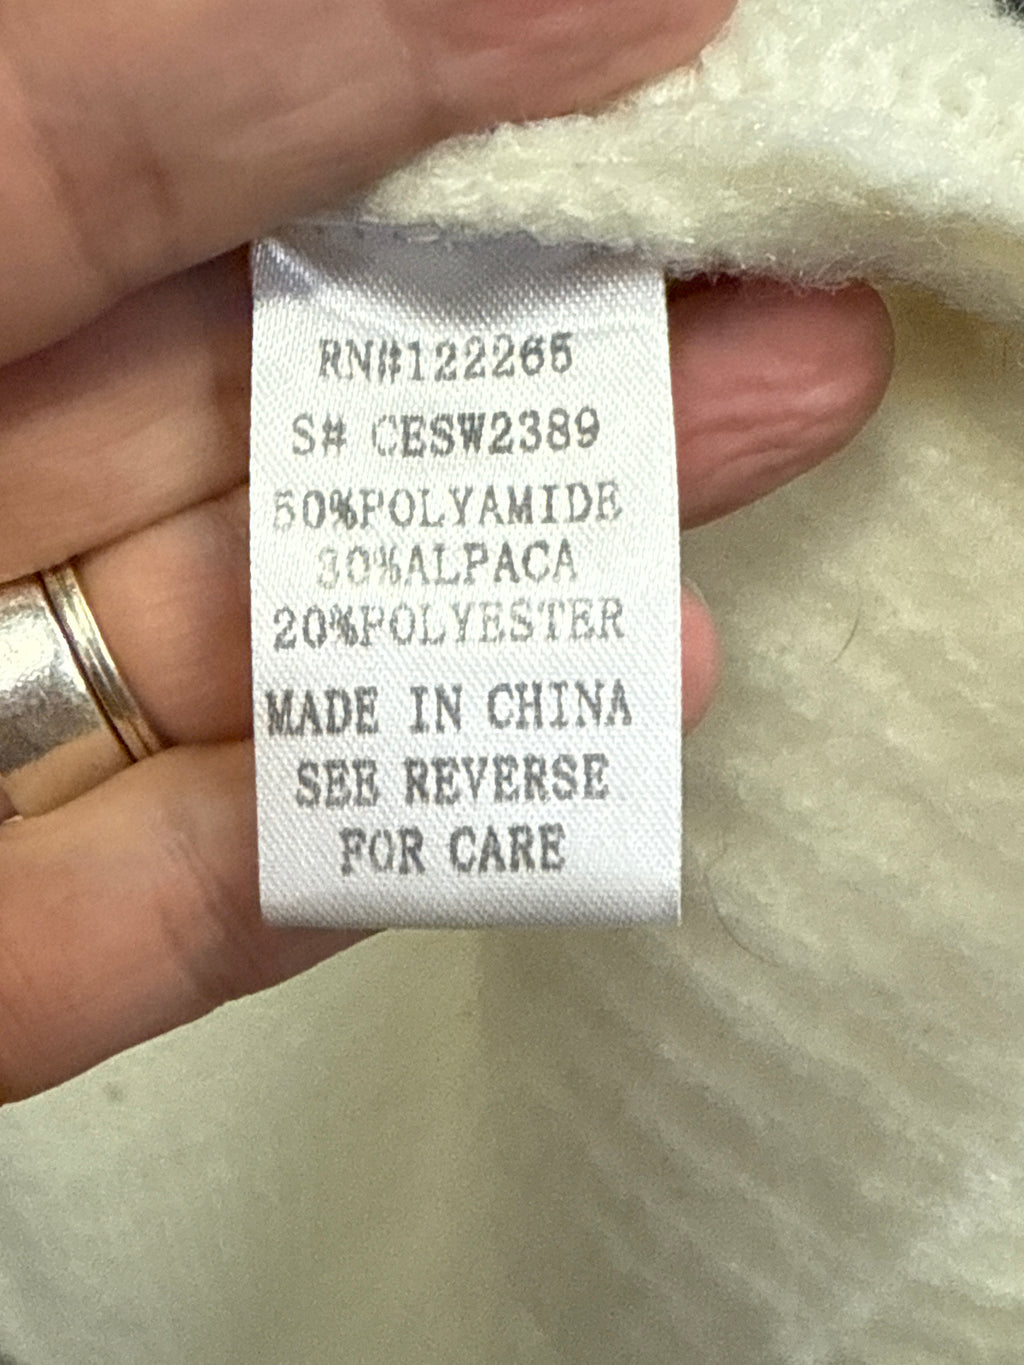 RN#122265
S# CESW2389
50%POLYAMIDE
30%ALPACA
20%POLYESTER
MADE IN CHINA
SEE REVERSE
FOR CARE